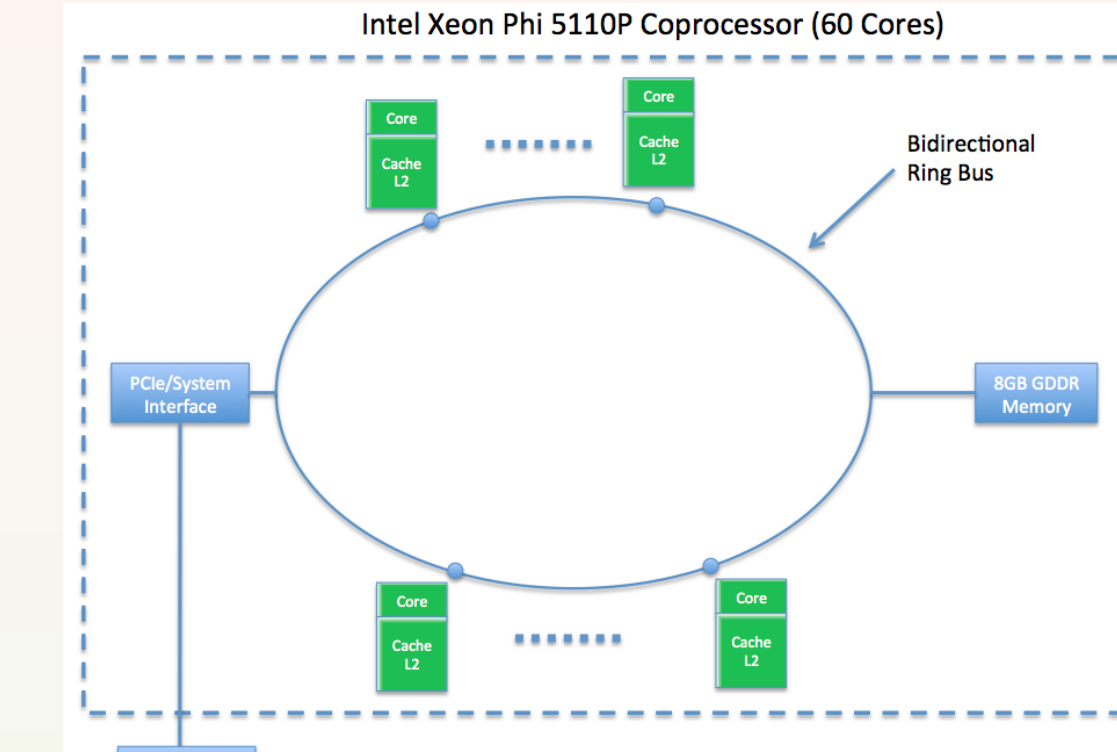 Intel Xeon Phi 5110P Coprocessor (60 Cores)
Core
Cache
L2
Core
Cache
L2
Bidirectional
Ring Bus
PCIe/System
Interface
8GB GDDR
Memory
Core
Cache
L2
Core
Cache
L2